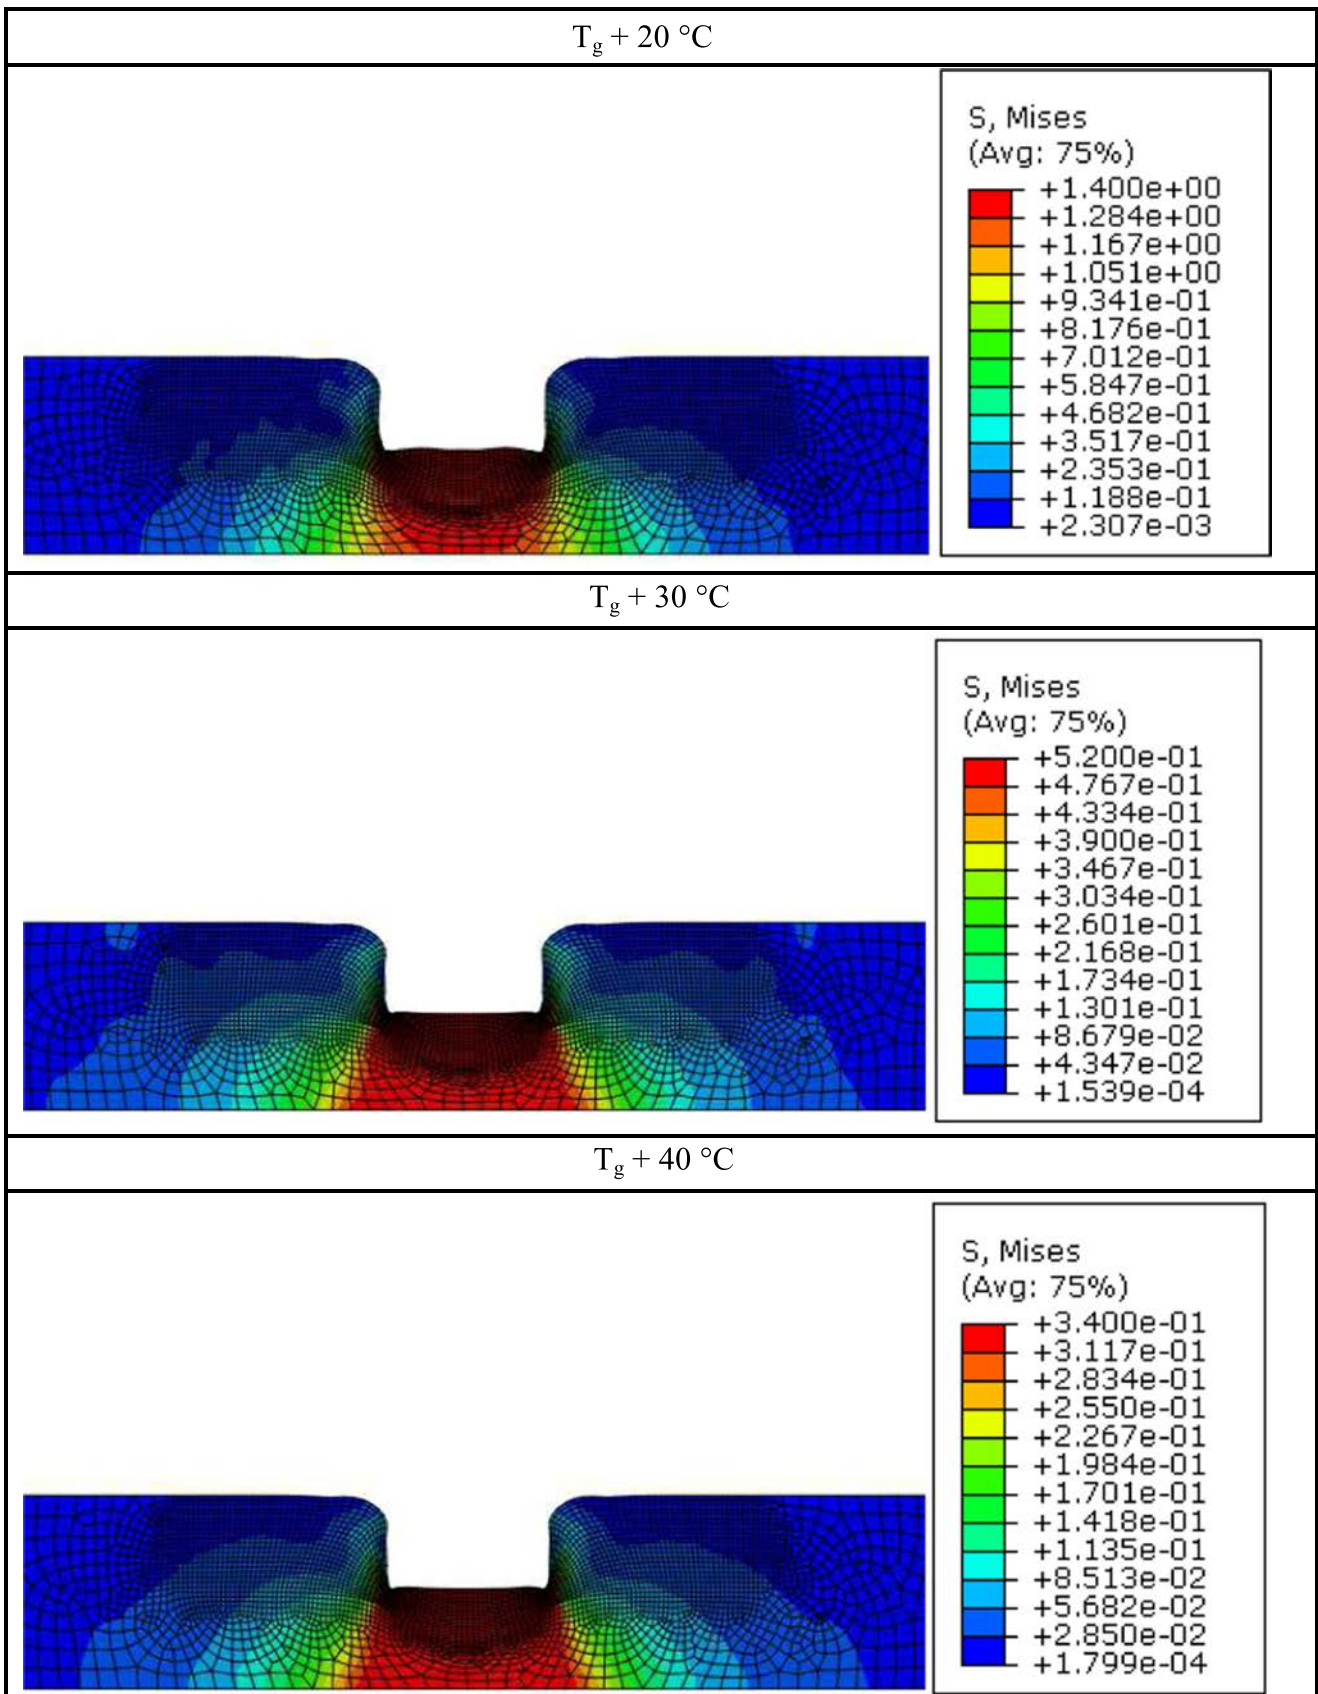 Tg + 20 °C
S, Mises
(Avg: 75%)
+1.400e+00
+1.284e+00
+1.167e+00
+1.051e+00
+9.341e-01
+8.176e-01
+7.012e-01
+5.847e-01
+4.682e-01
+3.517e-01
+2.353e-01
+1.188e-01
+2.307e-03
Tg + 30 °C
S, Mises
(Avg: 75%)
+5.200e-01
+4.767e-01
+4.334e-01
+3.900e-01
+3.467e-01
+3.034e-01
+2.601e-01
+2.168e-01
+1.734e-01
+1.301e-01
+8.679e-02
+4.347e-02
+1.539e-04
Tg + 40 °C
S, Mises
(Avg: 75%)
+3.400e-01
+3.117e-01
+2.834e-01
+2.550e-01
+2.267e-01
+1.984e-01
+1.701e-01
+1.418e-01
+1.135e-01
+8.513e-02
+5.682e-02
+2.850e-02
+1.799e-04